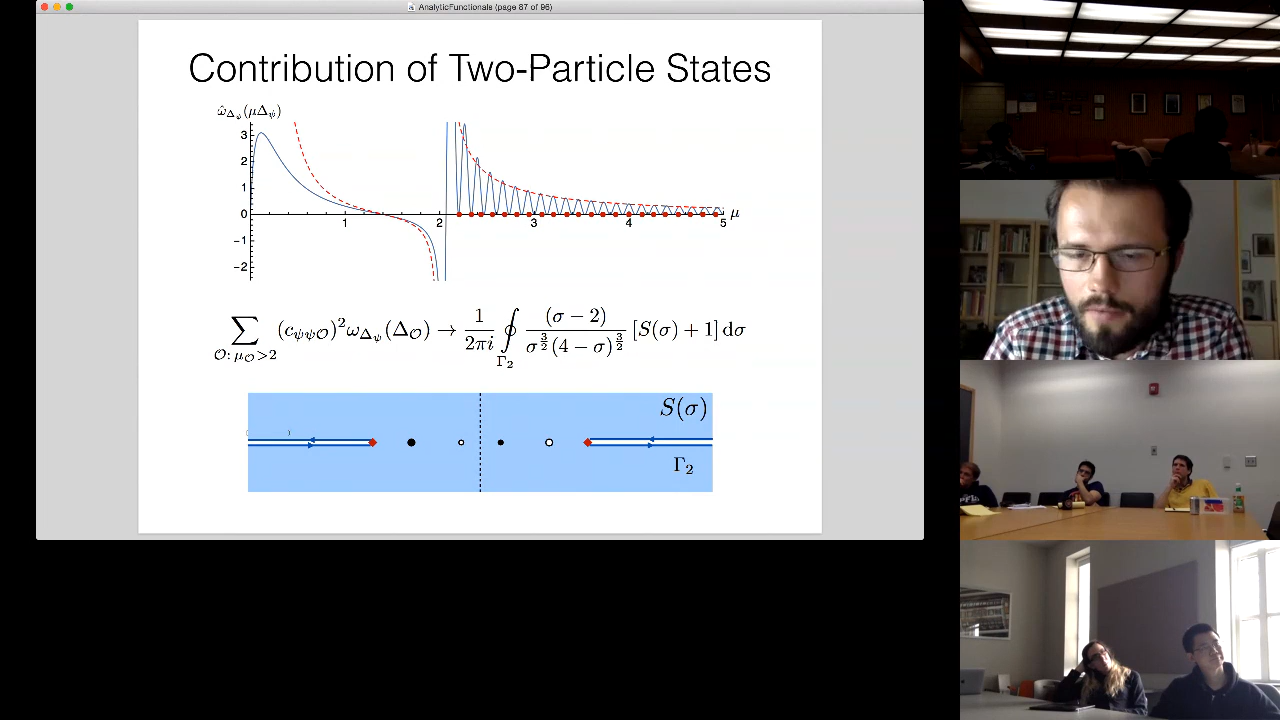 AnalyticFunctionals (page 87 of 96)
Contribution of Two-Particle States
ω̂_{Δ_ψ}(μΔ_ψ)
3
2
1
0
−1
−2
1
2
3
4
5
μ
∑_{𝒪: μ_𝒪>2} (c_{ψψ𝒪})² ω_{Δ_ψ}(Δ_𝒪) → 1/(2πi) ∮_{Γ₂} (σ − 2)/(σ^{3/2}(4 − σ)^{3/2}) [S(σ) + 1] dσ
S(σ)
Γ₂